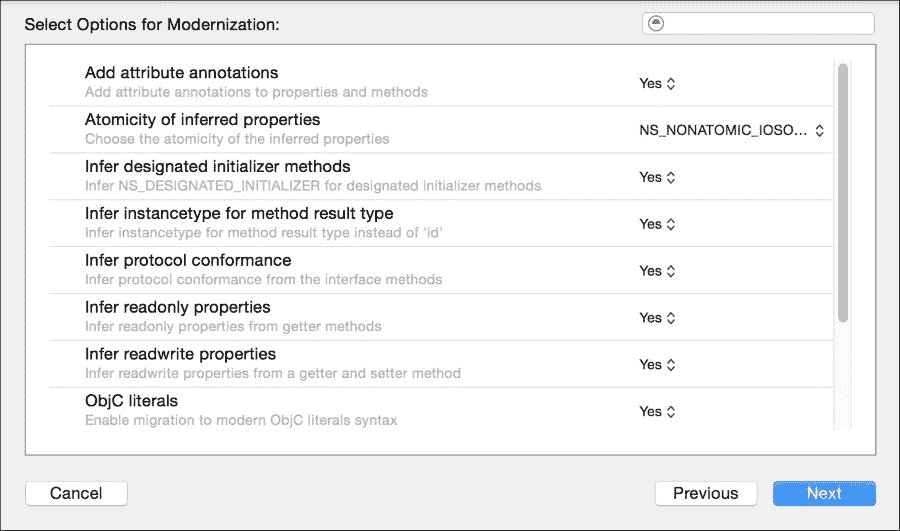 Select Options for Modernization:
Add attribute annotations
Add attribute annotations to properties and methods
Yes
Atomicity of inferred properties
Choose the atomicity of the inferred properties
NS_NONATOMIC_IOSO...
Infer designated initializer methods
Infer NS_DESIGNATED_INITIALIZER for designated initializer methods
Yes
Infer instancetype for method result type
Infer instancetype for method result type instead of 'id'
Yes
Infer protocol conformance
Infer protocol conformance from the interface methods
Yes
Infer readonly properties
Infer readonly properties from getter methods
Yes
Infer readwrite properties
Infer readwrite properties from a getter and setter method
Yes
ObjC literals
Enable migration to modern ObjC literals syntax
Yes
Cancel
Previous
Next